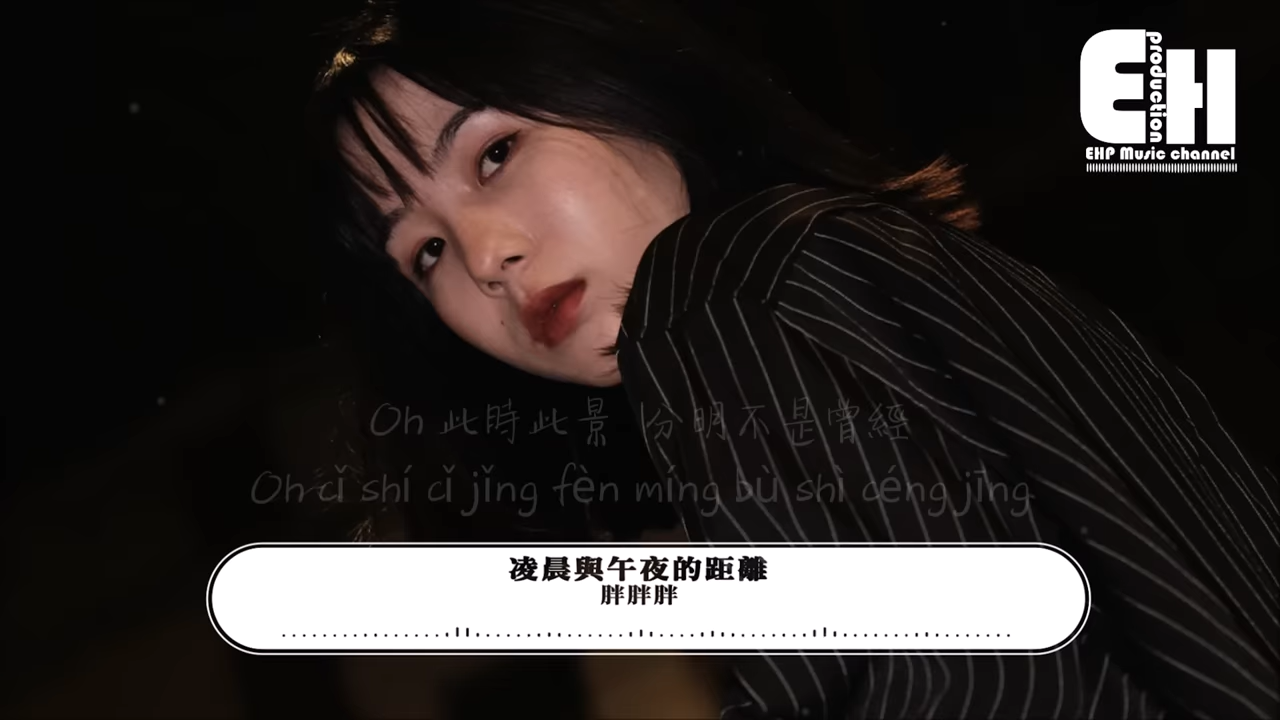 EH
production
EHP Music channel
Oh 此時此景 分明不是曾經
Oh cǐ shí cǐ jǐng fèn míng bù shì céng jīng
凌晨與午夜的距離
胖胖胖